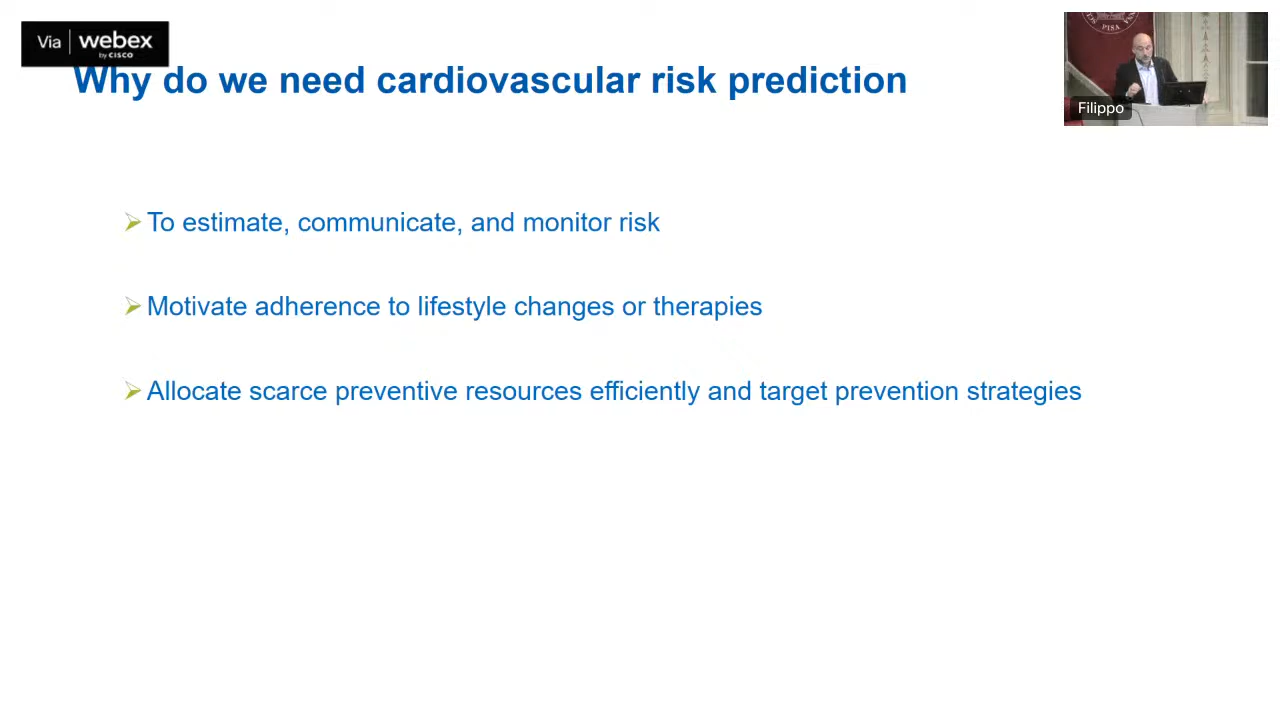 Via webex
by CISCO
Why do we need cardiovascular risk prediction
PISA
Filippo
To estimate, communicate, and monitor risk
Motivate adherence to lifestyle changes or therapies
Allocate scarce preventive resources efficiently and target prevention strategies